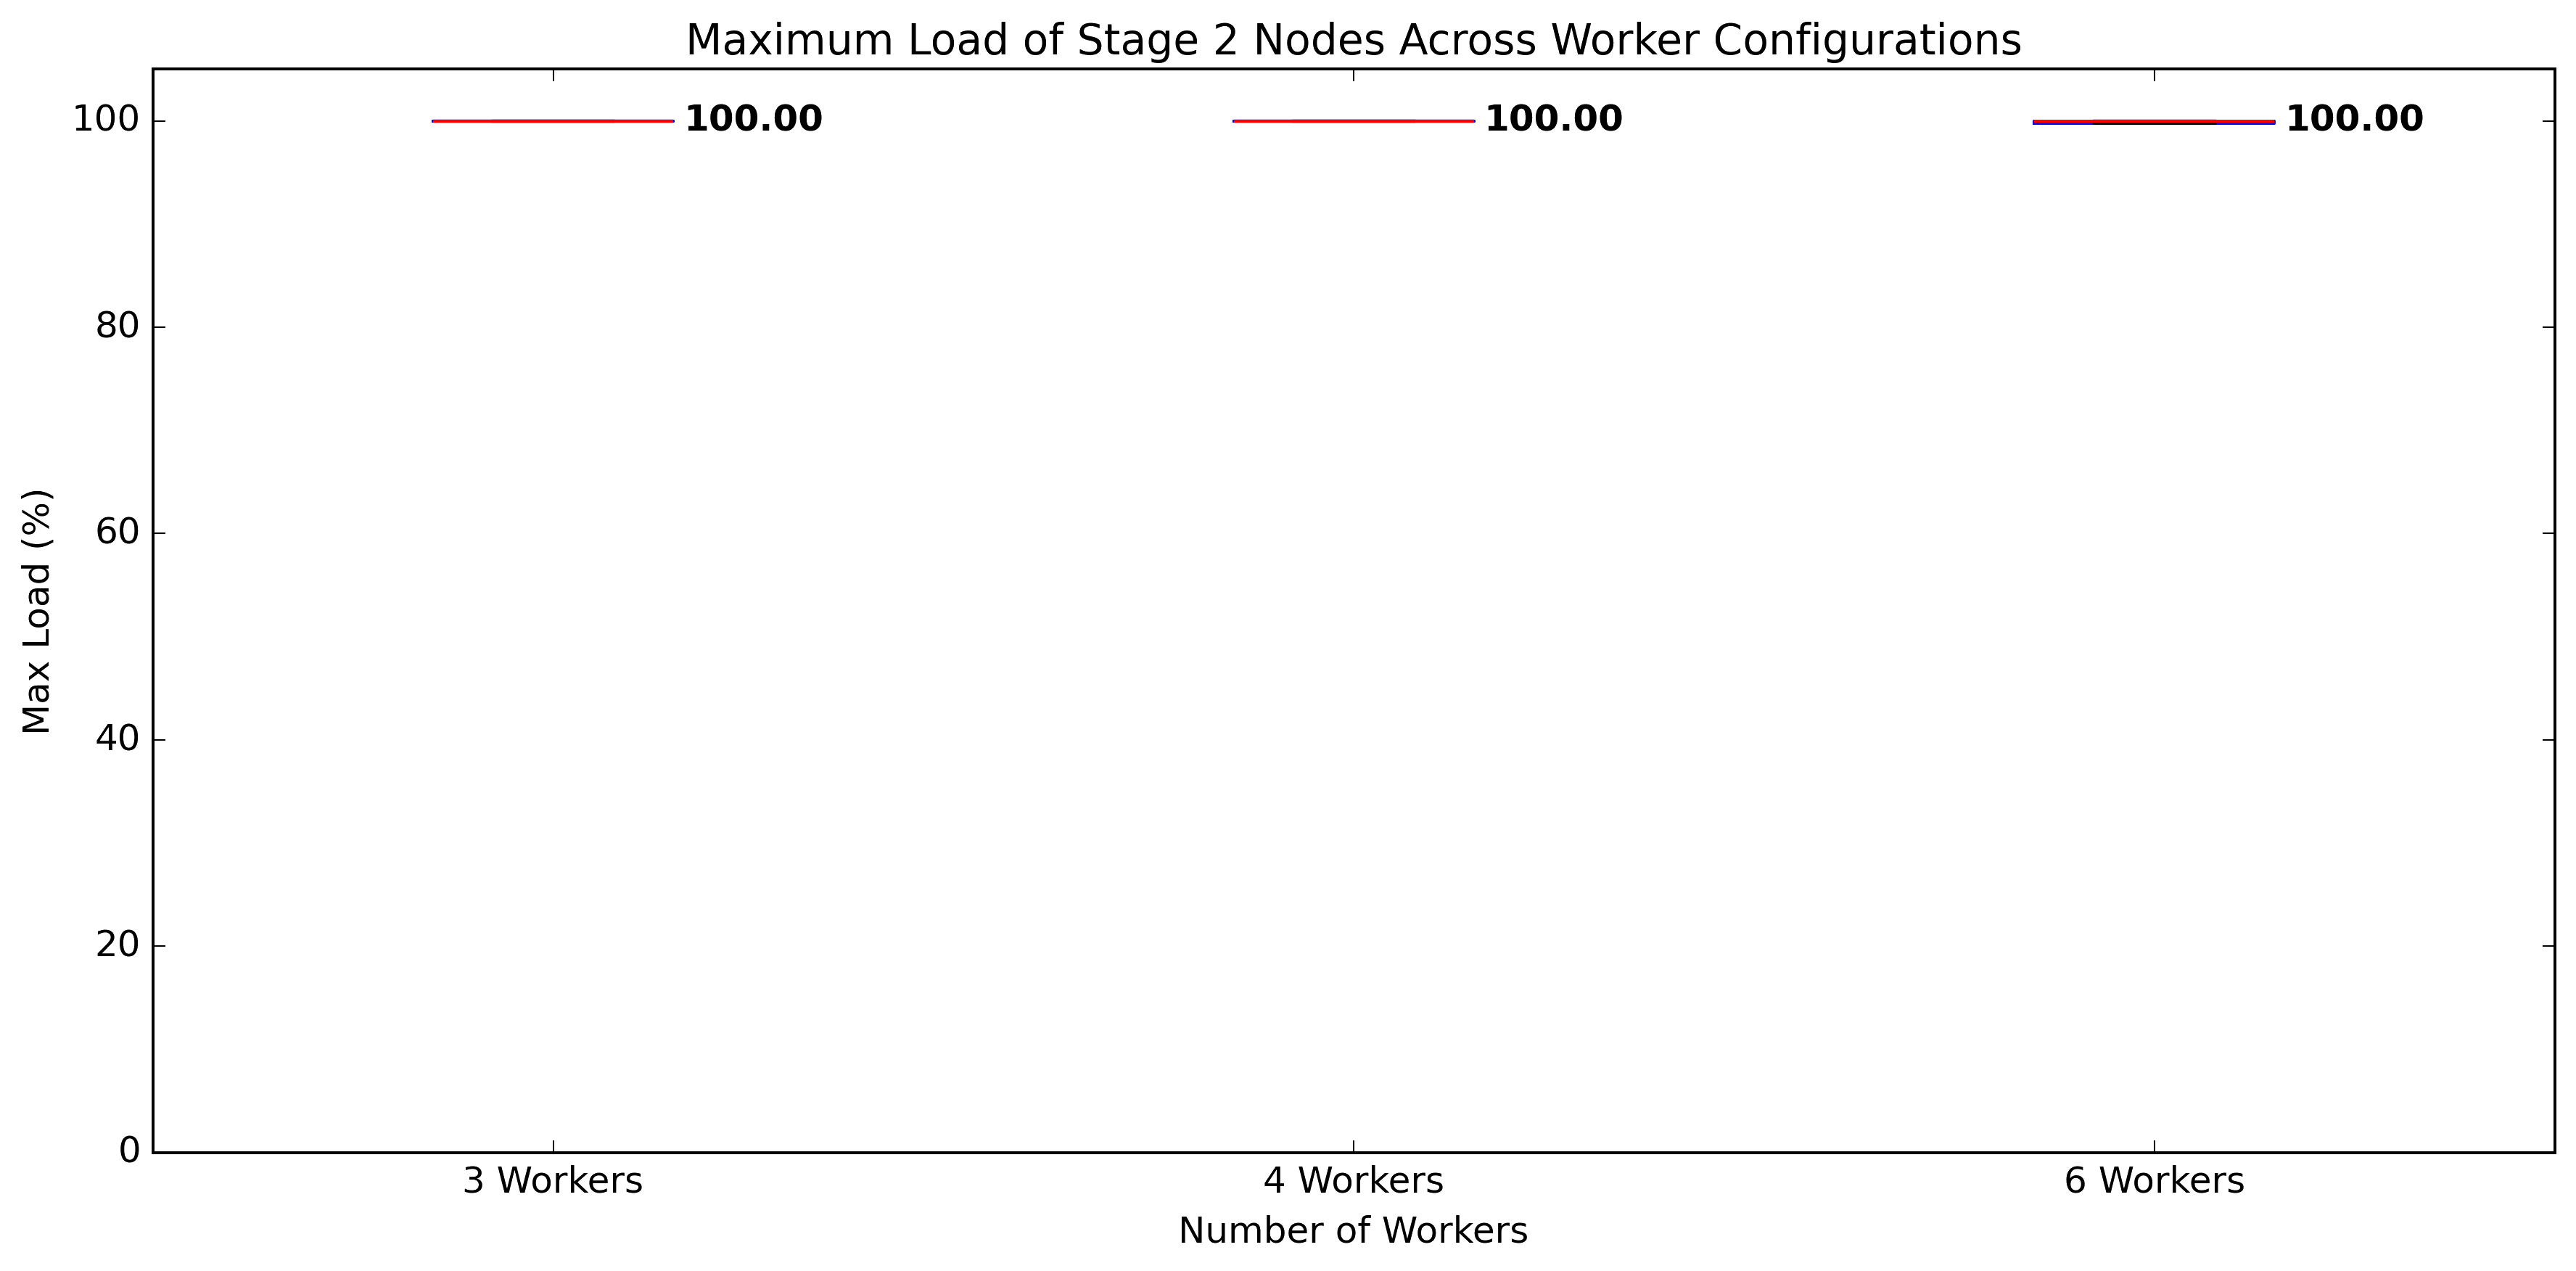 Maximum Load of Stage 2 Nodes Across Worker Configurations
100
100.00
100.00
100.00
80
60
40
20
0
Max Load (%)
3 Workers
4 Workers
6 Workers
Number of Workers